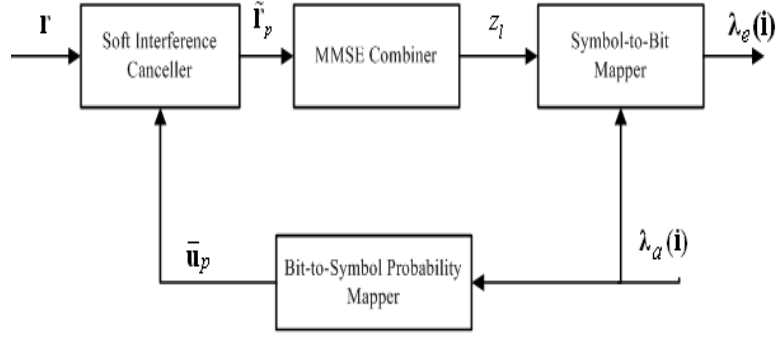 r
Soft Interference
Canceller
r̃ₚ
MMSE Combiner
zₗ
Symbol-to-Bit
Mapper
λₑ(i)
ūₚ
Bit-to-Symbol Probability
Mapper
λₐ(i)